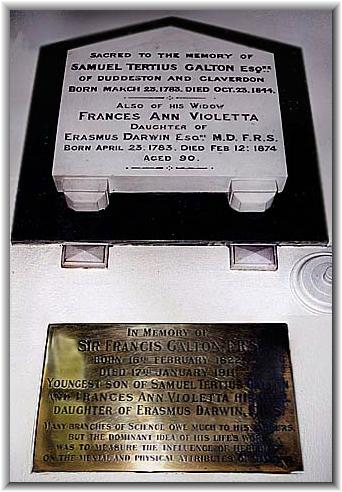 SACRED TO THE MEMORY OF
SAMUEL TERTIUS GALTON ESQRE
OF DUDDESTON AND CLAVERDON
BORN MARCH 23, 1783. DIED OCT. 23, 1844.
ALSO OF HIS WIDOW
FRANCES ANN VIOLETTA
DAUGHTER OF
ERASMUS DARWIN ESQRE M.D, F.R.S.
BORN APRIL 23, 1783. DIED FEB 12: 1874
AGED 90.
IN MEMORY OF
SIR FRANCIS GALTON, F.R.S.
BORN 16TH FEBRUARY 1822,
DIED 17TH JANUARY 1911
YOUNGEST SON OF SAMUEL TERTIUS GALTON
AND FRANCES ANN VIOLETTA HIS
DAUGHTER OF ERASMUS DARWIN,
MANY BRANCHES OF SCIENCE OWE MUCH TO HIS LABOURS,
BUT THE DOMINANT IDEA OF HIS LIFE'S WORK
WAS TO MEASURE THE INFLUENCE OF HEREDITY
ON THE MENTAL AND PHYSICAL ATTRIBUTES OF